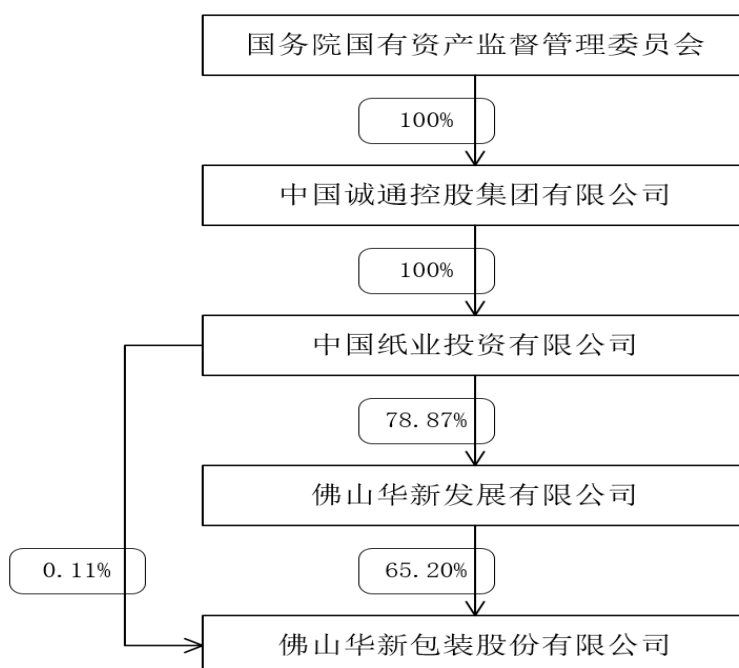 国务院国有资产监督管理委员会
100%
中国诚通控股集团有限公司
100%
中国纸业投资有限公司
78.87%
佛山华新发展有限公司
0.11%
65.20%
佛山华新包装股份有限公司